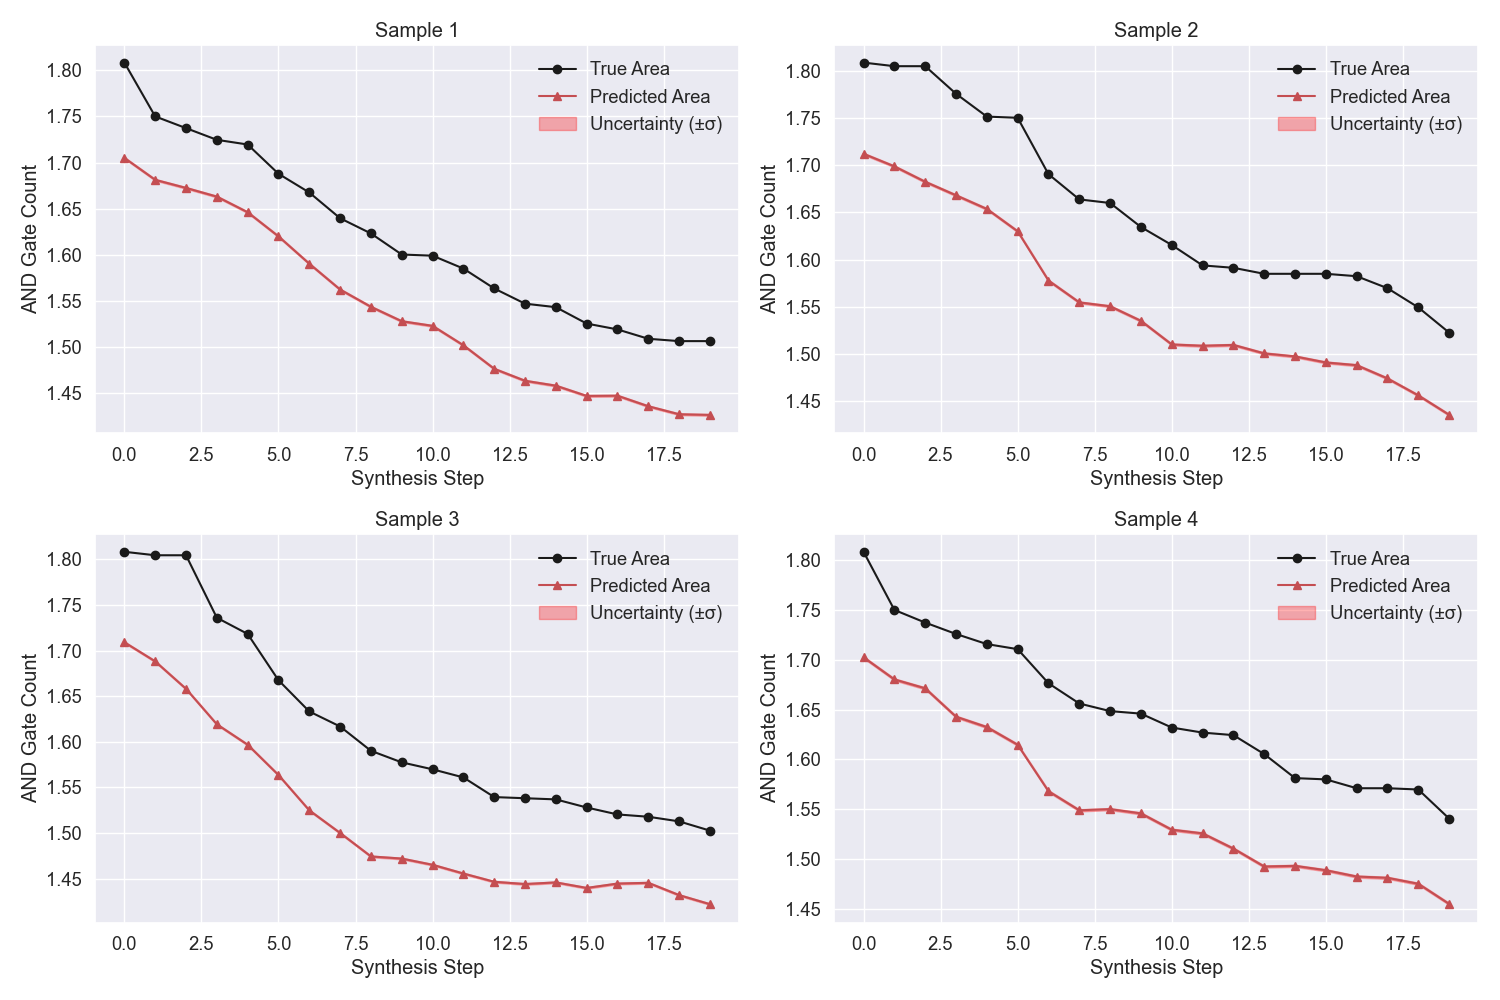 Sample 1
True Area
Predicted Area
Uncertainty (±σ)
AND Gate Count
1.80
1.75
1.70
1.65
1.60
1.55
1.50
1.45
0.0 2.5 5.0 7.5 10.0 12.5 15.0 17.5
Synthesis Step
Sample 2
True Area
Predicted Area
Uncertainty (±σ)
AND Gate Count
1.80
1.75
1.70
1.65
1.60
1.55
1.50
1.45
0.0 2.5 5.0 7.5 10.0 12.5 15.0 17.5
Synthesis Step
Sample 3
True Area
Predicted Area
Uncertainty (±σ)
AND Gate Count
1.80
1.75
1.70
1.65
1.60
1.55
1.50
1.45
0.0 2.5 5.0 7.5 10.0 12.5 15.0 17.5
Synthesis Step
Sample 4
True Area
Predicted Area
Uncertainty (±σ)
AND Gate Count
1.80
1.75
1.70
1.65
1.60
1.55
1.50
1.45
0.0 2.5 5.0 7.5 10.0 12.5 15.0 17.5
Synthesis Step